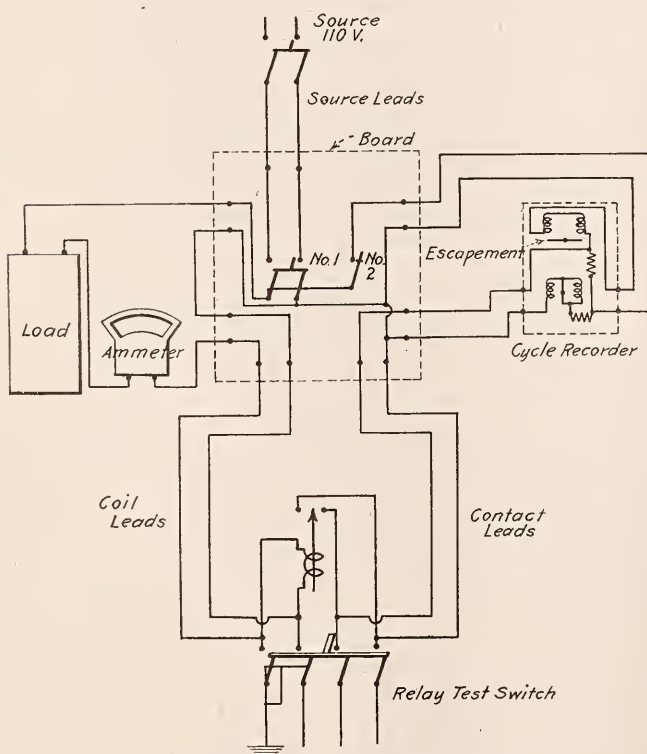 Source
110 V.
Source Leads
Board
No. 1
No.
2
Escapement
Load
Ammeter
Cycle Recorder
Coil
Leads
Contact
Leads
Relay Test Switch